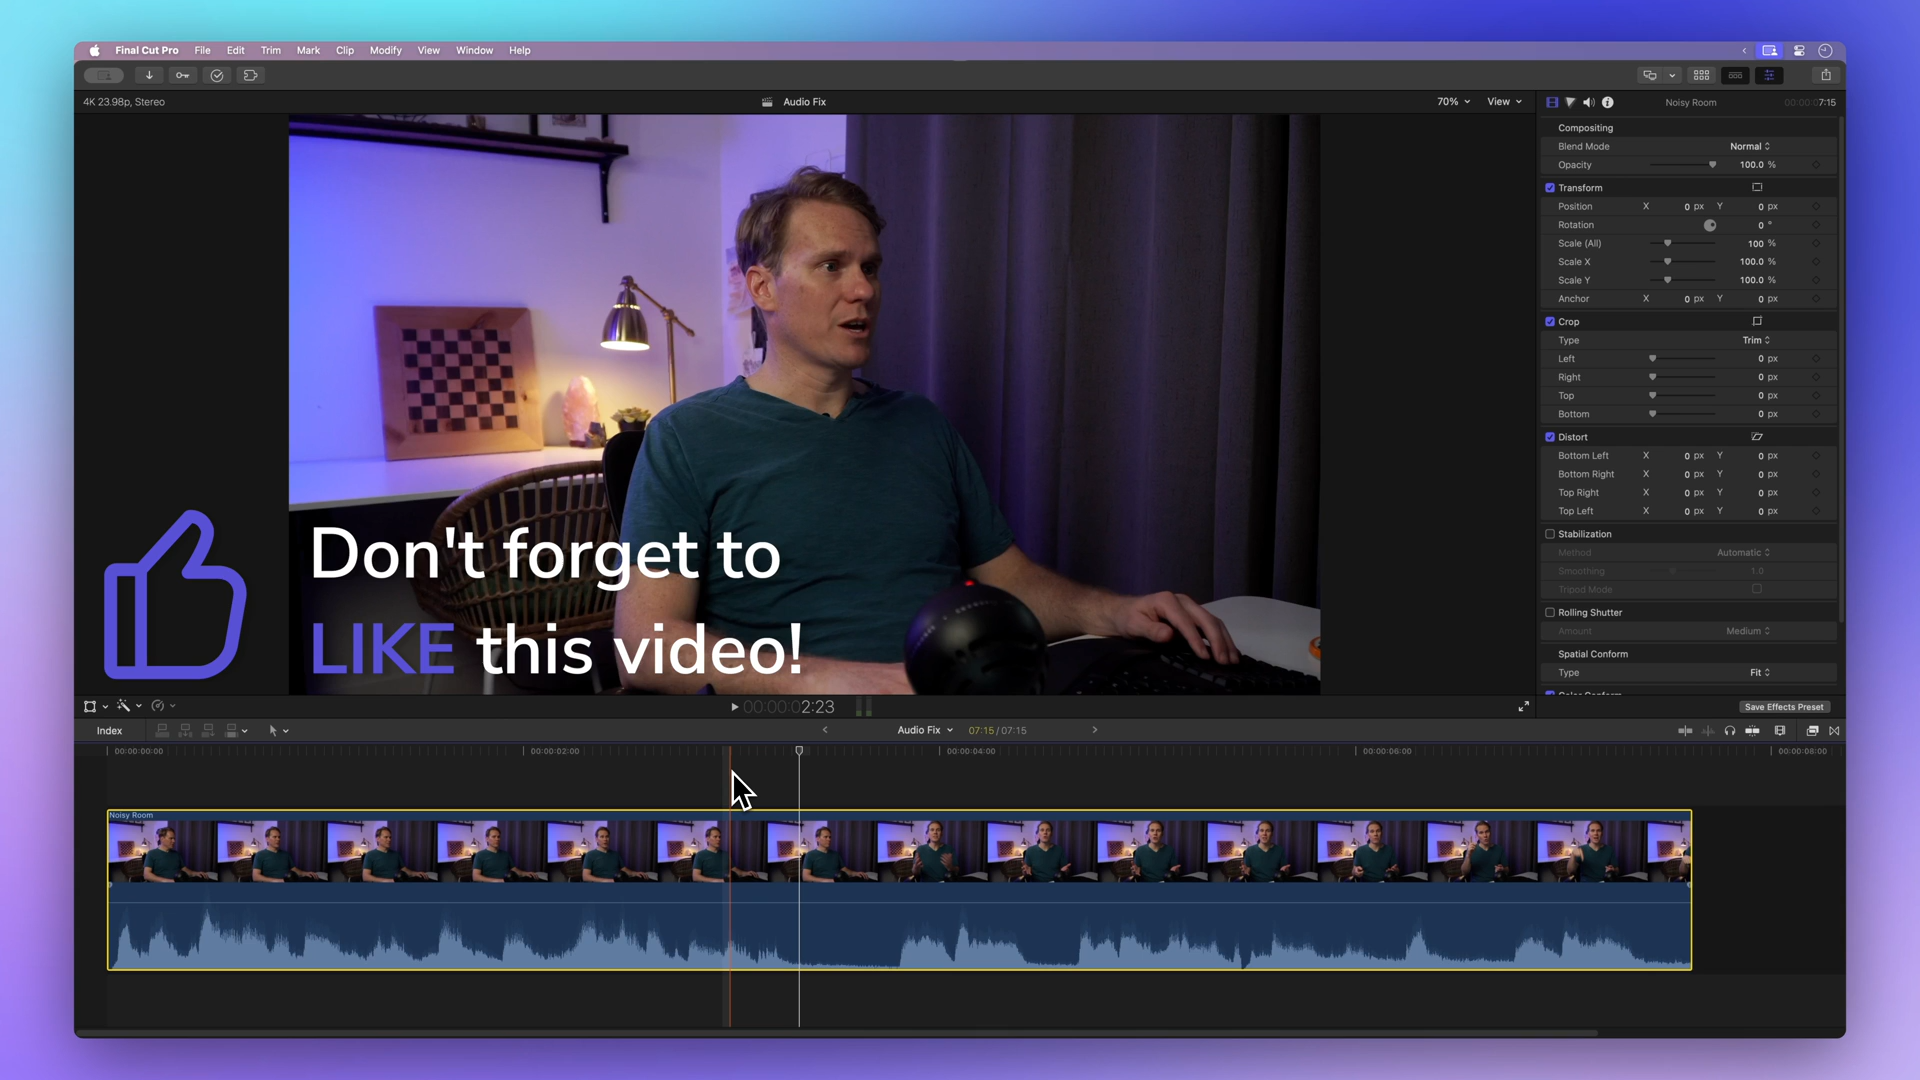 Final Cut Pro File Edit Trim Mark Clip Modify View Window Help
4K 23.98p, Stereo
Audio Fix
70% View
Noisy Room
00:00:07:15
Compositing
Blend Mode Normal
Opacity 100.0 %
Transform
Position X 0 px Y 0 px
Rotation 0 °
Scale (All) 100 %
Scale X 100.0 %
Scale Y 100.0 %
Anchor X 0 px Y 0 px
Crop
Type Trim
Left 0 px
Right 0 px
Top 0 px
Bottom 0 px
Distort
Bottom Left X 0 px Y 0 px
Bottom Right X 0 px Y 0 px
Top Right X 0 px Y 0 px
Top Left X 0 px Y 0 px
Stabilization
Method Automatic
Smoothing 1.0
Tripod Mode
Rolling Shutter
Amount Medium
Spatial Conform
Type Fit
Save Effects Preset
Don't forget to
LIKE this video!
00:00:02:23
Index
Audio Fix 07:15 / 07:15
00:00:00:00 00:00:02:00 00:00:04:00 00:00:06:00 00:00:08:00
Noisy Room